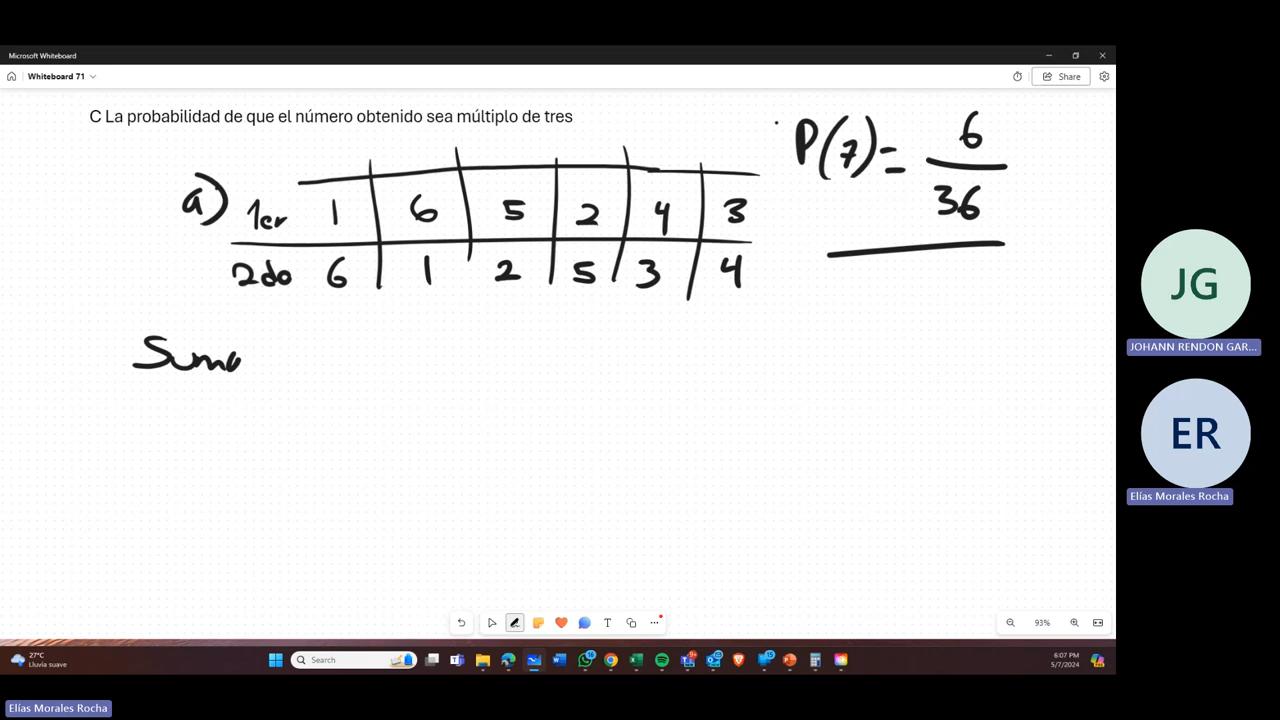 Microsoft Whiteboard
Whiteboard 71
Share
C La probabilidad de que el número obtenido sea múltiplo de tres
P(7)= 6/36
a) 1er 1 6 5 2 4 3
2do 6 1 2 5 3 4
Suma
JG
JOHANN RENDON GAR...
ER
Elías Morales Rocha
T
93%
27°C
Lluvia suave
Search
6:07 PM
5/7/2024
Elías Morales Rocha